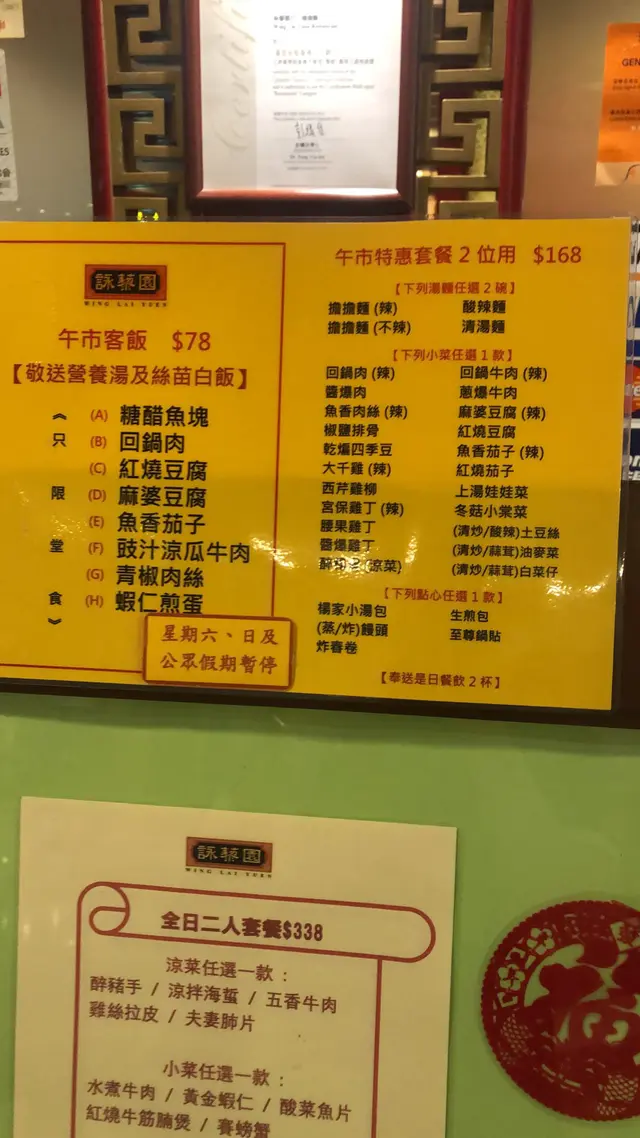 詠藜園
WING LAI YUEN
午市客飯 $78
【敬送營養湯及絲苗白飯】
《只限堂食》
(A) 糖醋魚塊
(B) 回鍋肉
(C) 紅燒豆腐
(D) 麻婆豆腐
(E) 魚香茄子
(F) 豉汁涼瓜牛肉
(G) 青椒肉絲
(H) 蝦仁煎蛋
星期六、日及
公眾假期暫停
午市特惠套餐 2 位用 $168
【下列湯麵任選 2 碗】
擔擔麵 (辣) 酸辣麵
擔擔麵 (不辣) 清湯麵
【下列小菜任選 1 款】
回鍋肉 (辣) 回鍋牛肉 (辣)
醬爆肉 蔥爆牛肉
魚香肉絲 (辣) 麻婆豆腐 (辣)
椒鹽排骨 紅燒豆腐
乾煸四季豆 魚香茄子 (辣)
大千雞 (辣) 紅燒茄子
西芹雞柳 上湯娃娃菜
宮保雞丁 (辣) 冬菇小棠菜
腰果雞丁 (清炒/酸辣)土豆絲
醬爆雞丁 (清炒/蒜茸)油麥菜
(涼菜) (清炒/蒜茸)白菜仔
【下列點心任選 1 款】
楊家小湯包 生煎包
(蒸/炸)饅頭 至尊鍋貼
炸春卷
【奉送是日餐飲 2 杯】
詠藜園
WING LAI YUEN
全日二人套餐$338
涼菜任選一款：
醉豬手 / 涼拌海蜇 / 五香牛肉
雞絲拉皮 / 夫妻肺片
小菜任選一款：
水煮牛肉 / 黃金蝦仁 / 酸菜魚片
紅燒牛筋腩煲 / 賽螃蟹
GEN